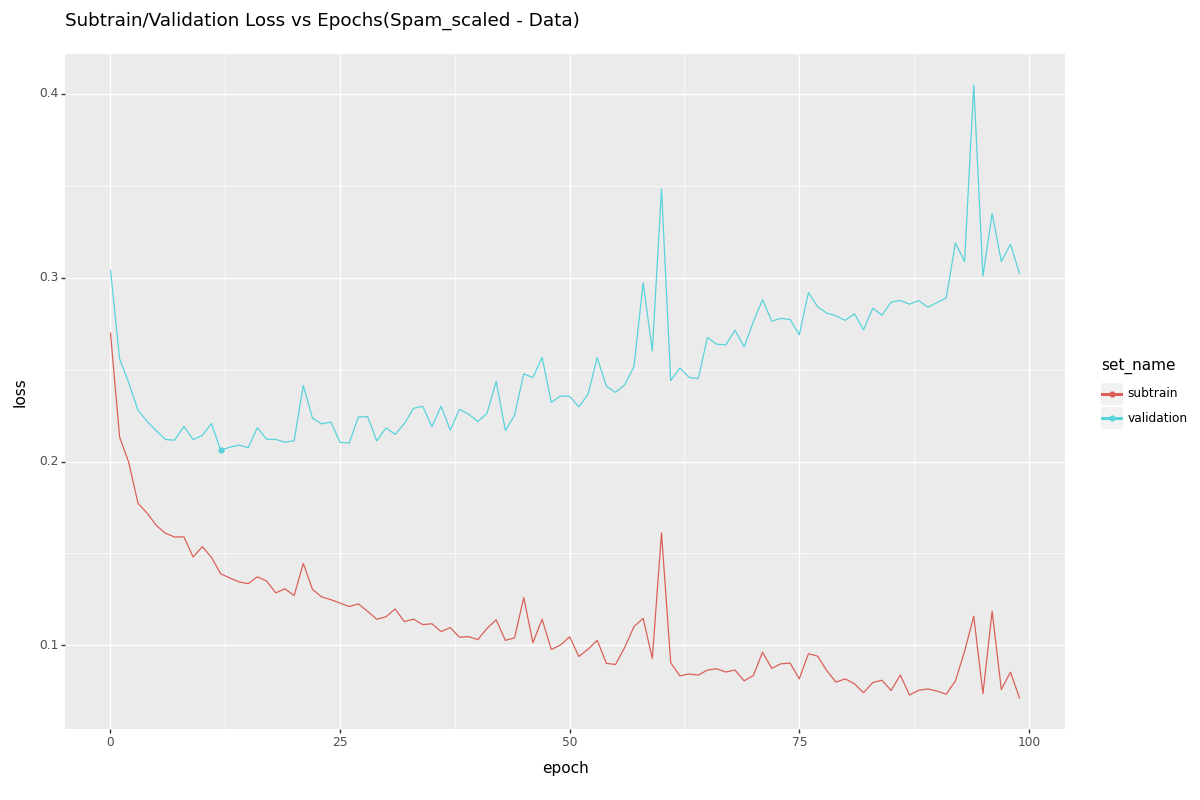 Subtrain/Validation Loss vs Epochs(Spam_scaled - Data)
0.4
0.3
0.2
0.1
loss
0
25
50
75
100
epoch
set_name
subtrain
validation